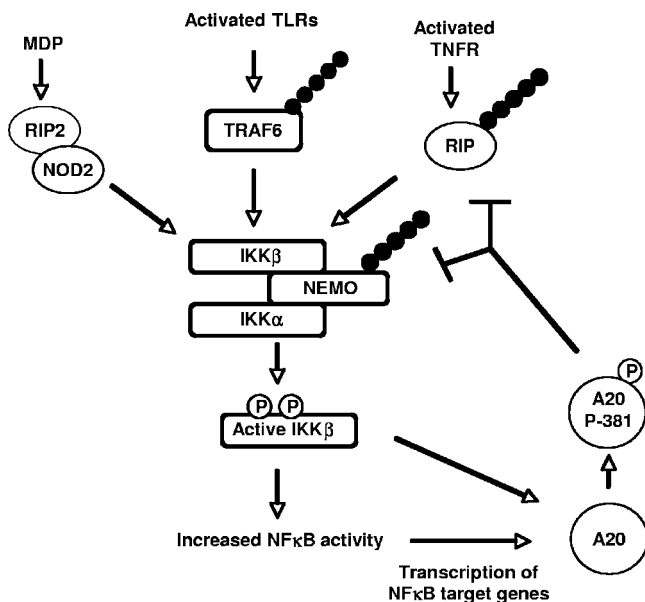 Activated TLRs
MDP
Activated
TNFR
RIP2
NOD2
TRAF6
RIP
IKKβ
NEMO
IKKα
P P
Active IKKβ
P
A20
P-381
A20
Increased NFκB activity
Transcription of
NFκB target genes